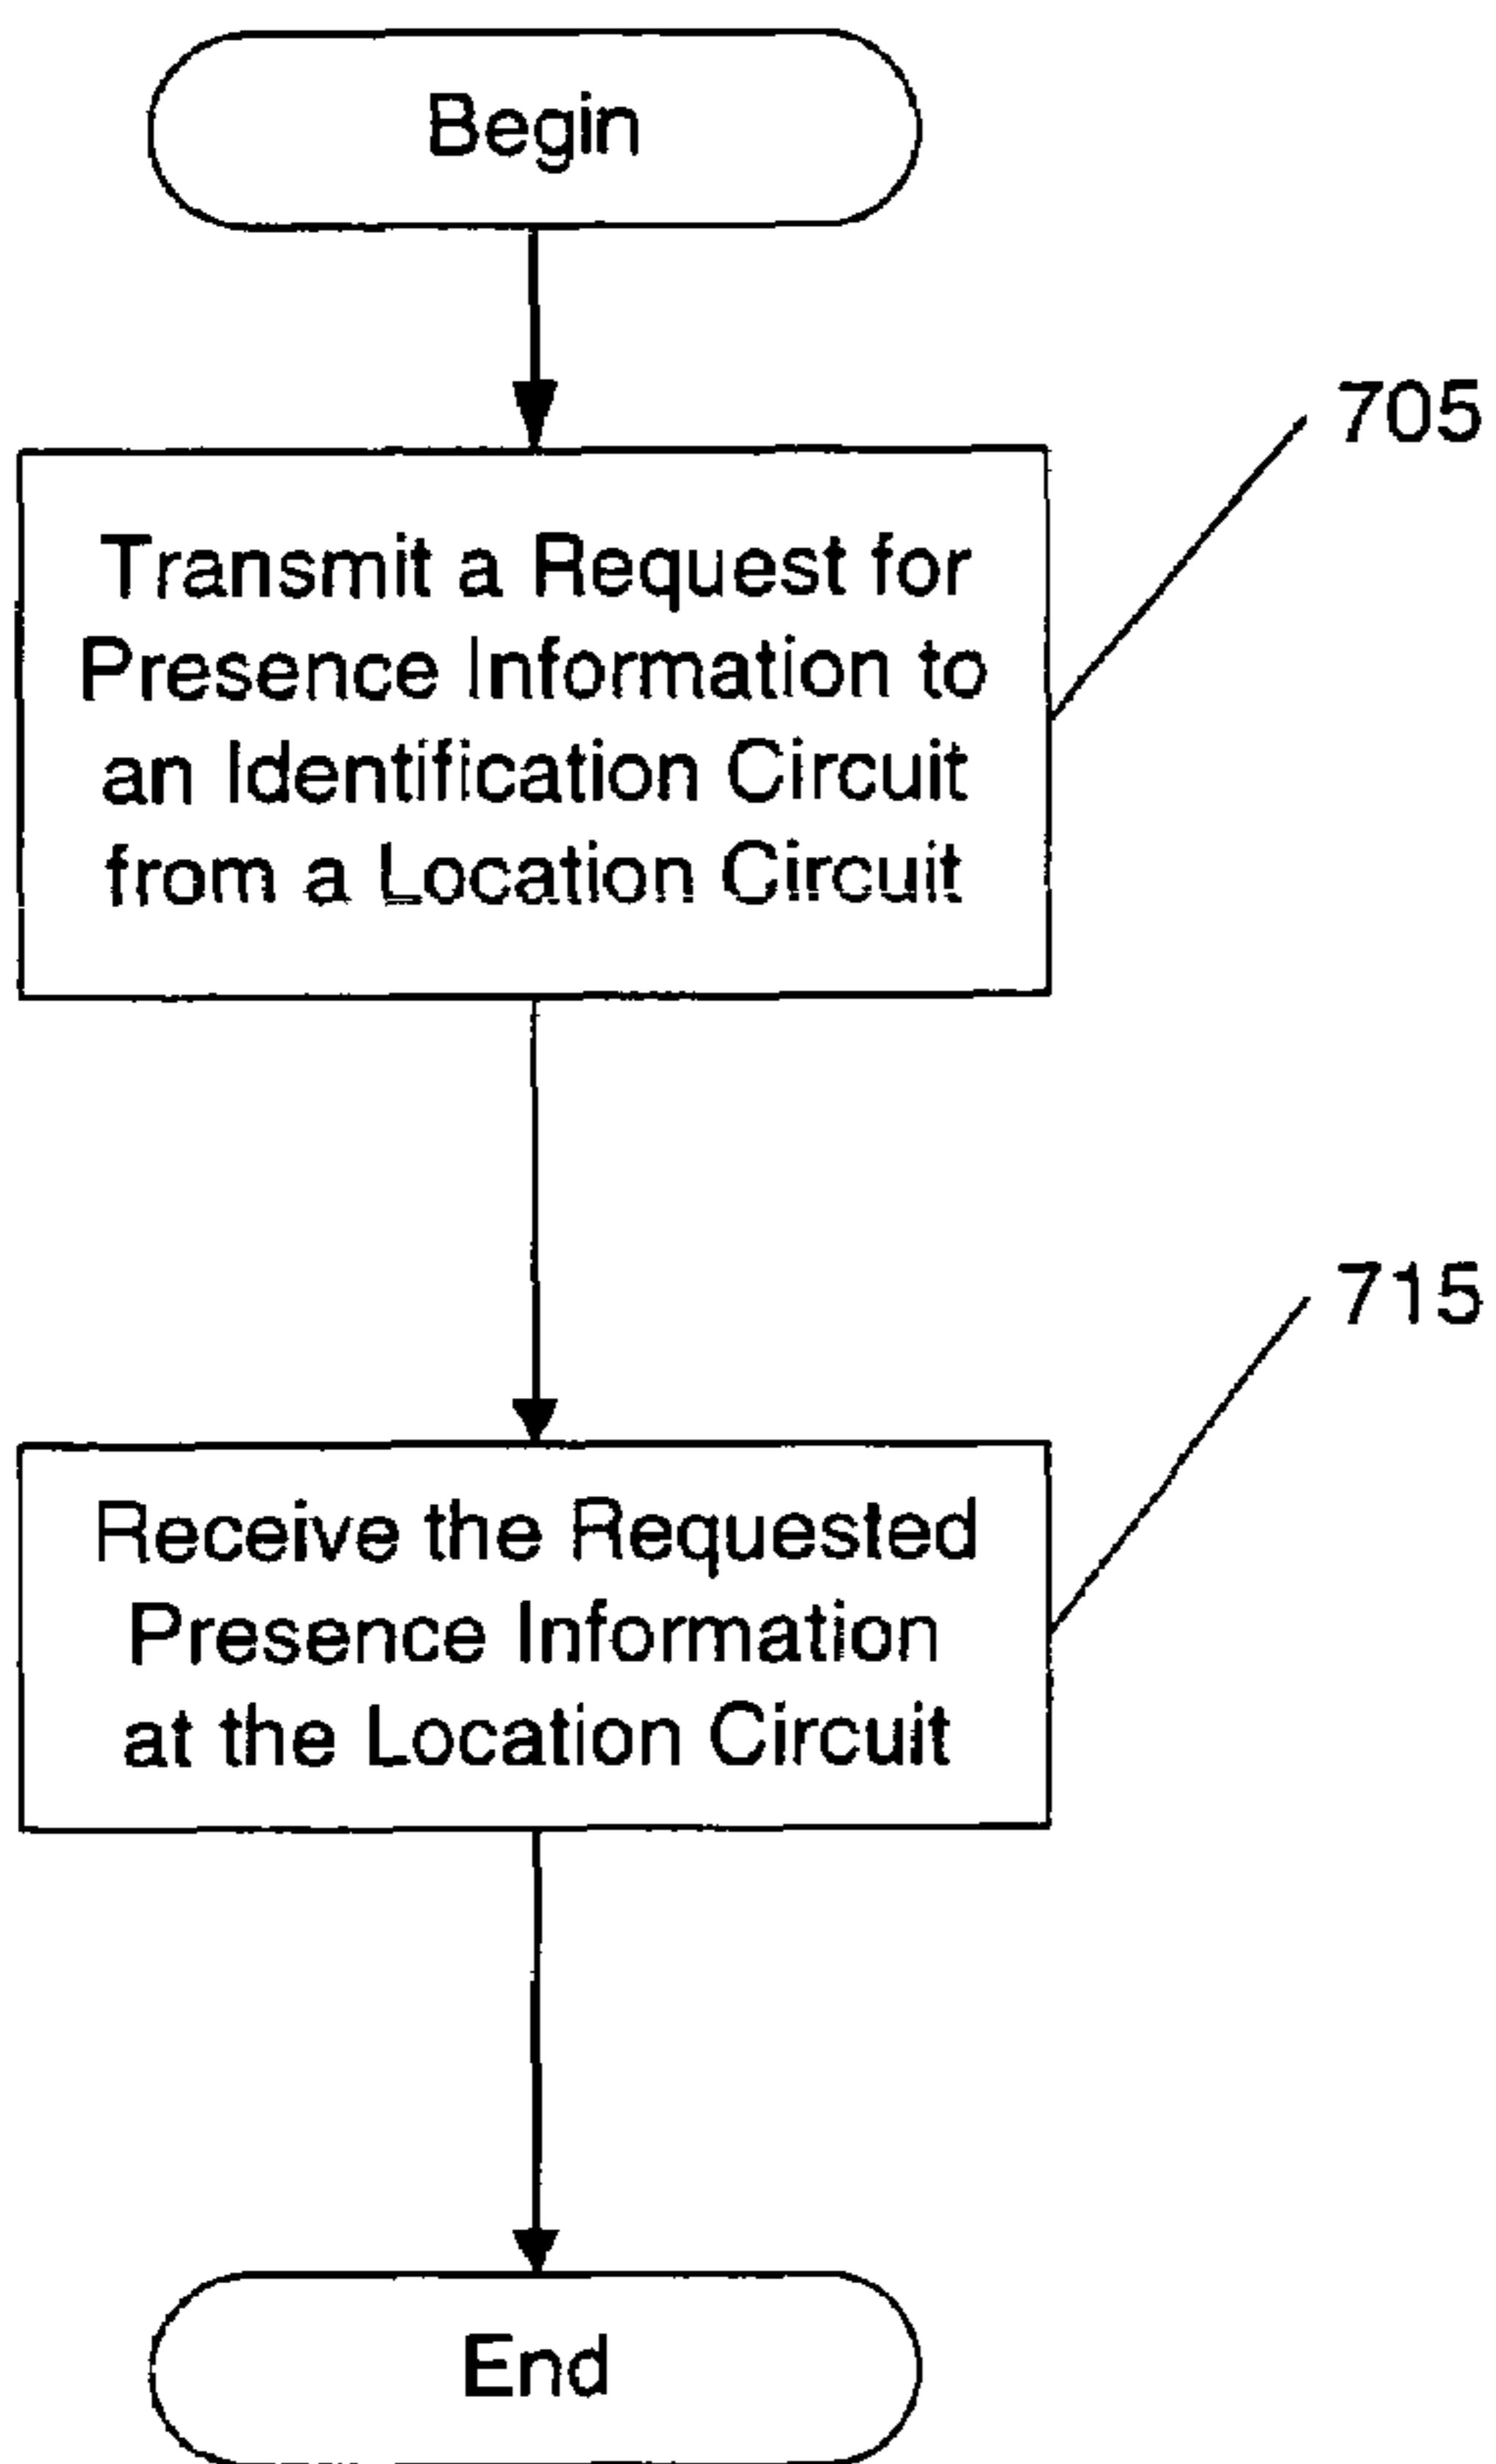 Begin
705
Transmit a Request for
Presence Information to
an Identification Circuit
from a Location Circuit
715
Receive the Requested
Presence Information
at the Location Circuit
End